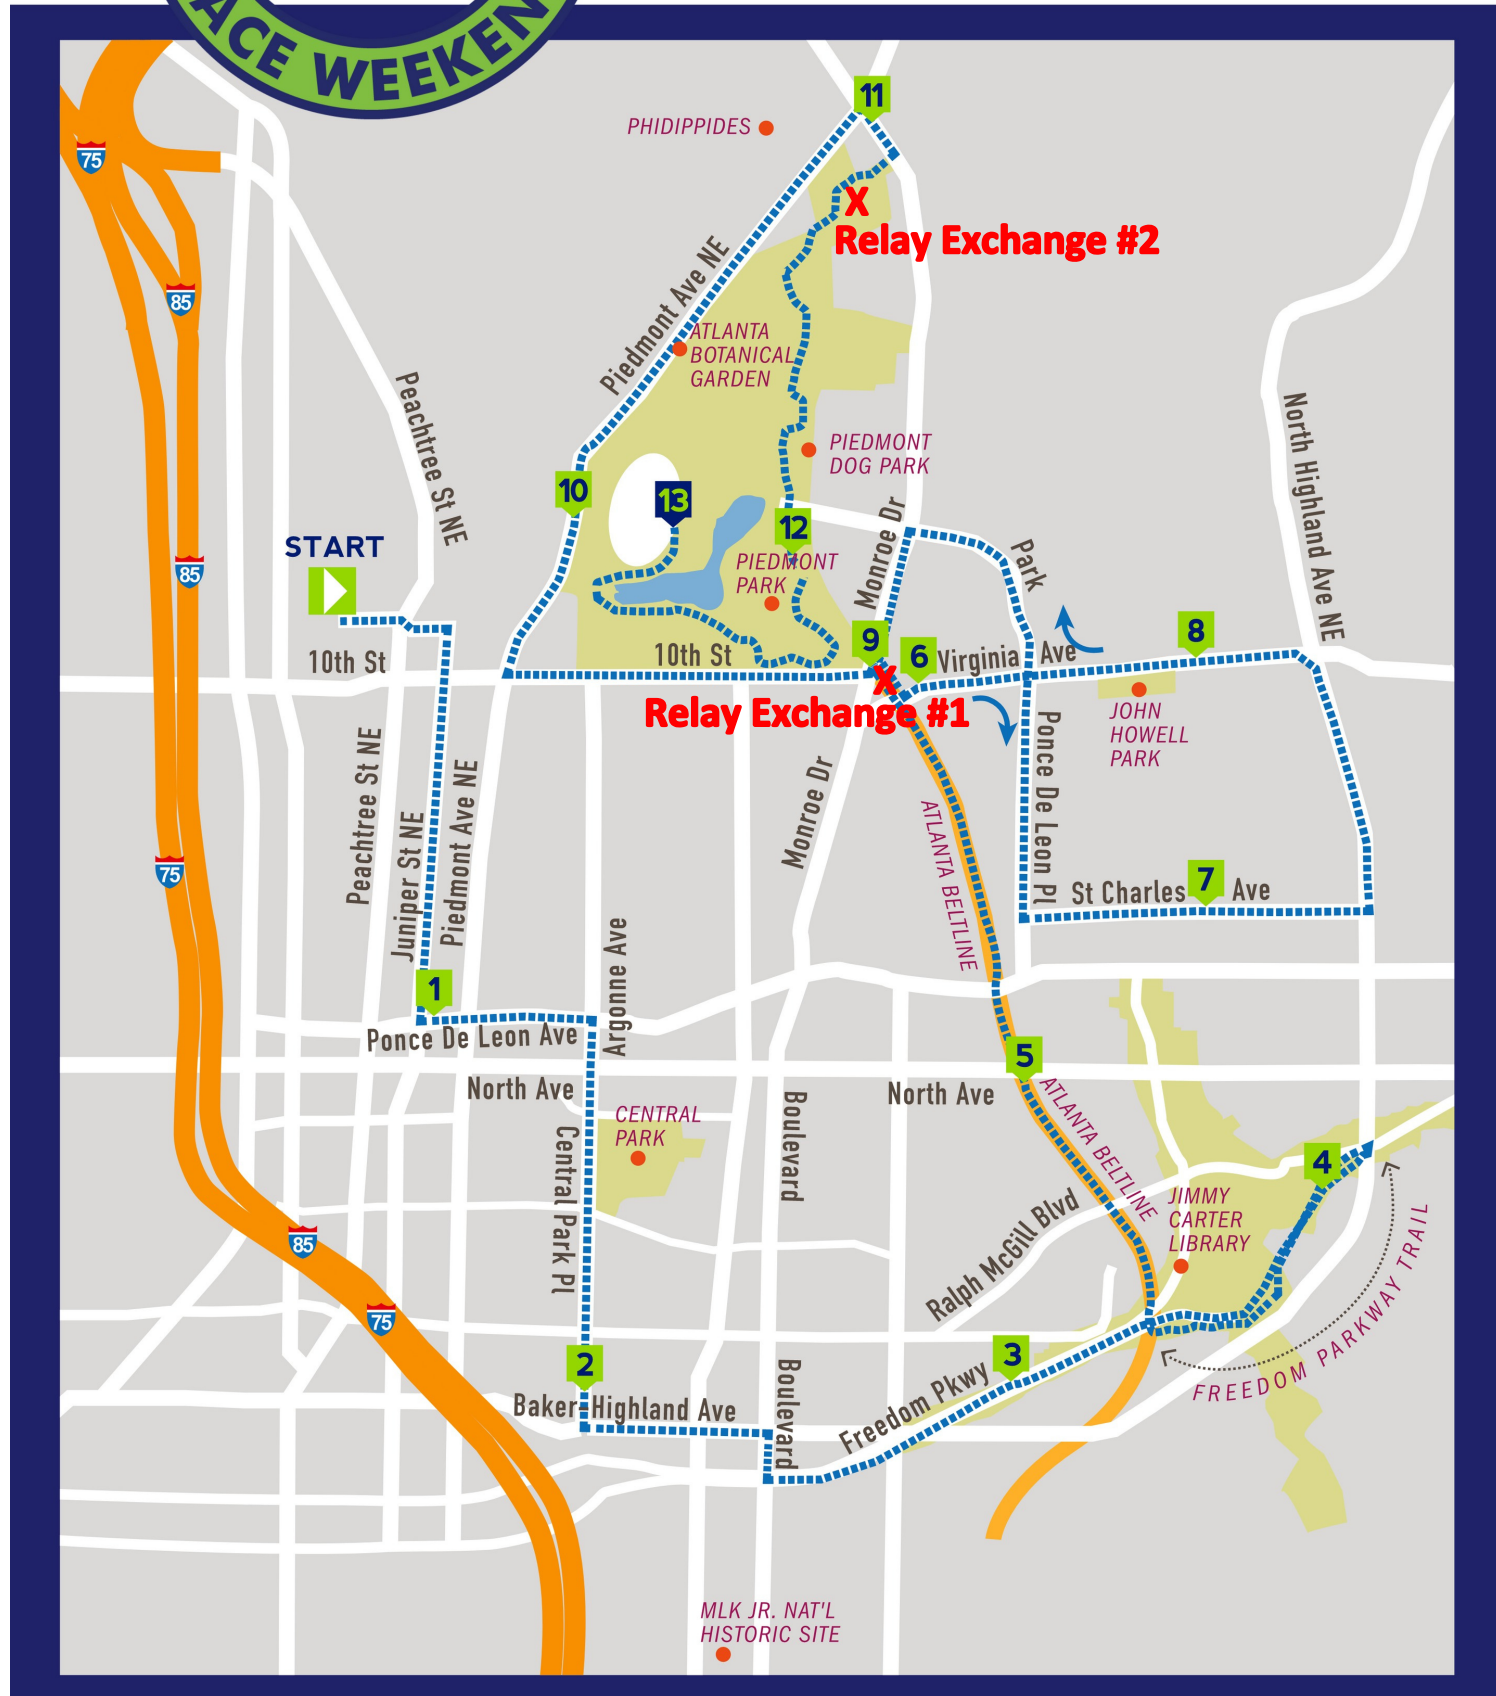 ACE WEEKEN
11
PHIDIPPIDES
75
X
Relay Exchange #2
Piedmont Ave NE
85
ATLANTA
BOTANICAL
GARDEN
Peachtree St NE
North Highland Ave NE
PIEDMONT
DOG PARK
10
13
12
Monroe Dr
START
Park
PIEDMONT
PARK
85
9
6
8
10th St
10th St
Virginia Ave
X
Relay Exchange #1
JOHN
HOWELL
PARK
Ponce De Leon Pl
Peachtree St NE
Juniper St NE
Piedmont Ave NE
Monroe Dr
ATLANTA BELTLINE
75
7
St Charles Ave
1
Argonne Ave
Ponce De Leon Ave
5
North Ave
North Ave
ATLANTA BELTLINE
CENTRAL
PARK
Boulevard
Central Park Pl
4
JIMMY
CARTER
LIBRARY
Ralph McGill Blvd
85
75
FREEDOM PARKWAY TRAIL
2
3
Baker-Highland Ave
Boulevard
Freedom Pkwy
MLK JR. NAT'L
HISTORIC SITE